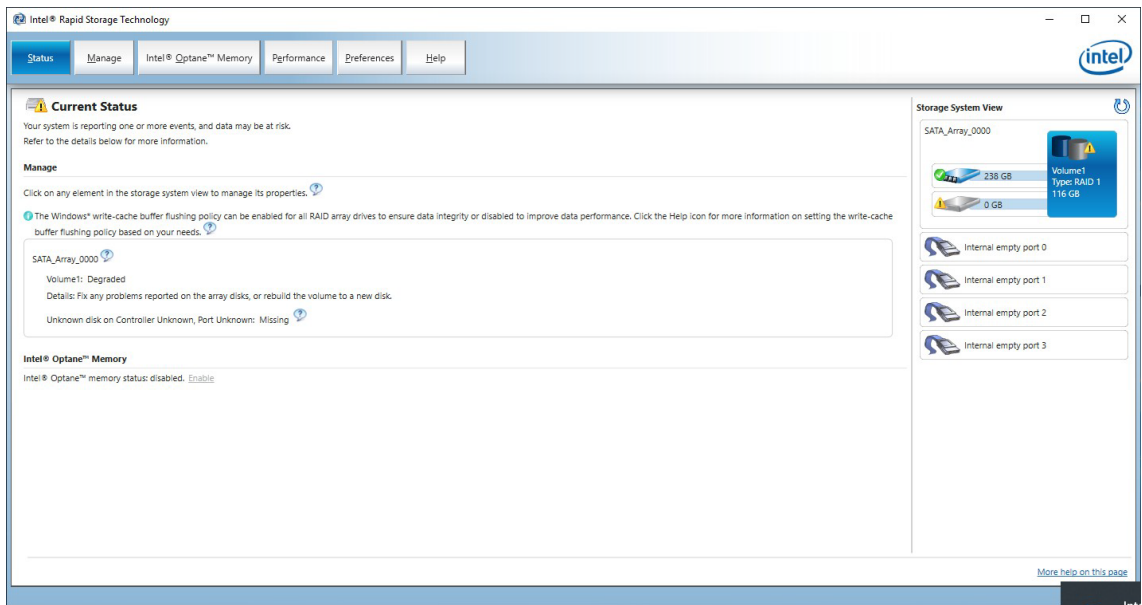 Intel® Rapid Storage Technology
Status Manage Intel® Optane™ Memory Performance Preferences Help
intel
Current Status
Your system is reporting one or more events, and data may be at risk.
Refer to the details below for more information.
Manage
Click on any element in the storage system view to manage its properties.
The Windows* write-cache buffer flushing policy can be enabled for all RAID array drives to ensure data integrity or disabled to improve data performance. Click the Help icon for more information on setting the write-cache
buffer flushing policy based on your needs.
SATA_Array_0000
Volume1: Degraded
Details: Fix any problems reported on the array disks, or rebuild the volume to a new disk.
Unknown disk on Controller Unknown, Port Unknown: Missing
Intel® Optane™ Memory
Intel® Optane™ memory status: disabled. Enable
Storage System View
SATA_Array_0000
238 GB
0 GB
Volume1
Type: RAID 1
116 GB
Internal empty port 0
Internal empty port 1
Internal empty port 2
Internal empty port 3
More help on this page